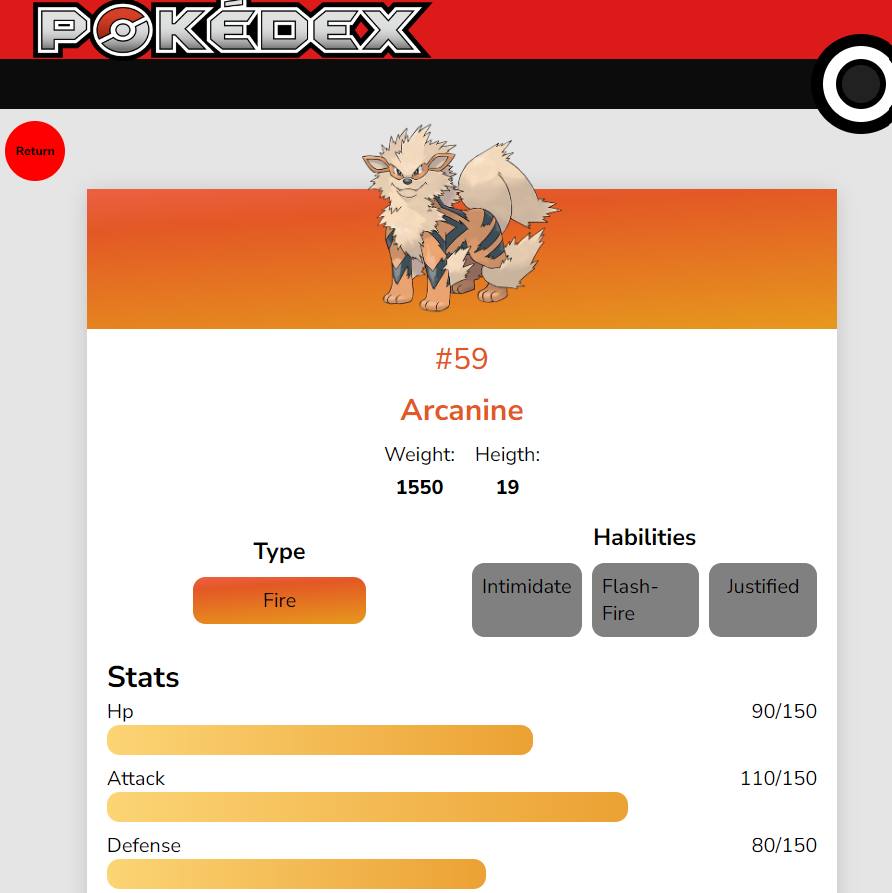 POKÉDEX
Return
#59
Arcanine
Weight: Heigth:
1550 19
Habilities
Type
Intimidate Flash- Justified
Fire
Fire
Stats
Hp 90/150
Attack 110/150
Defense 80/150